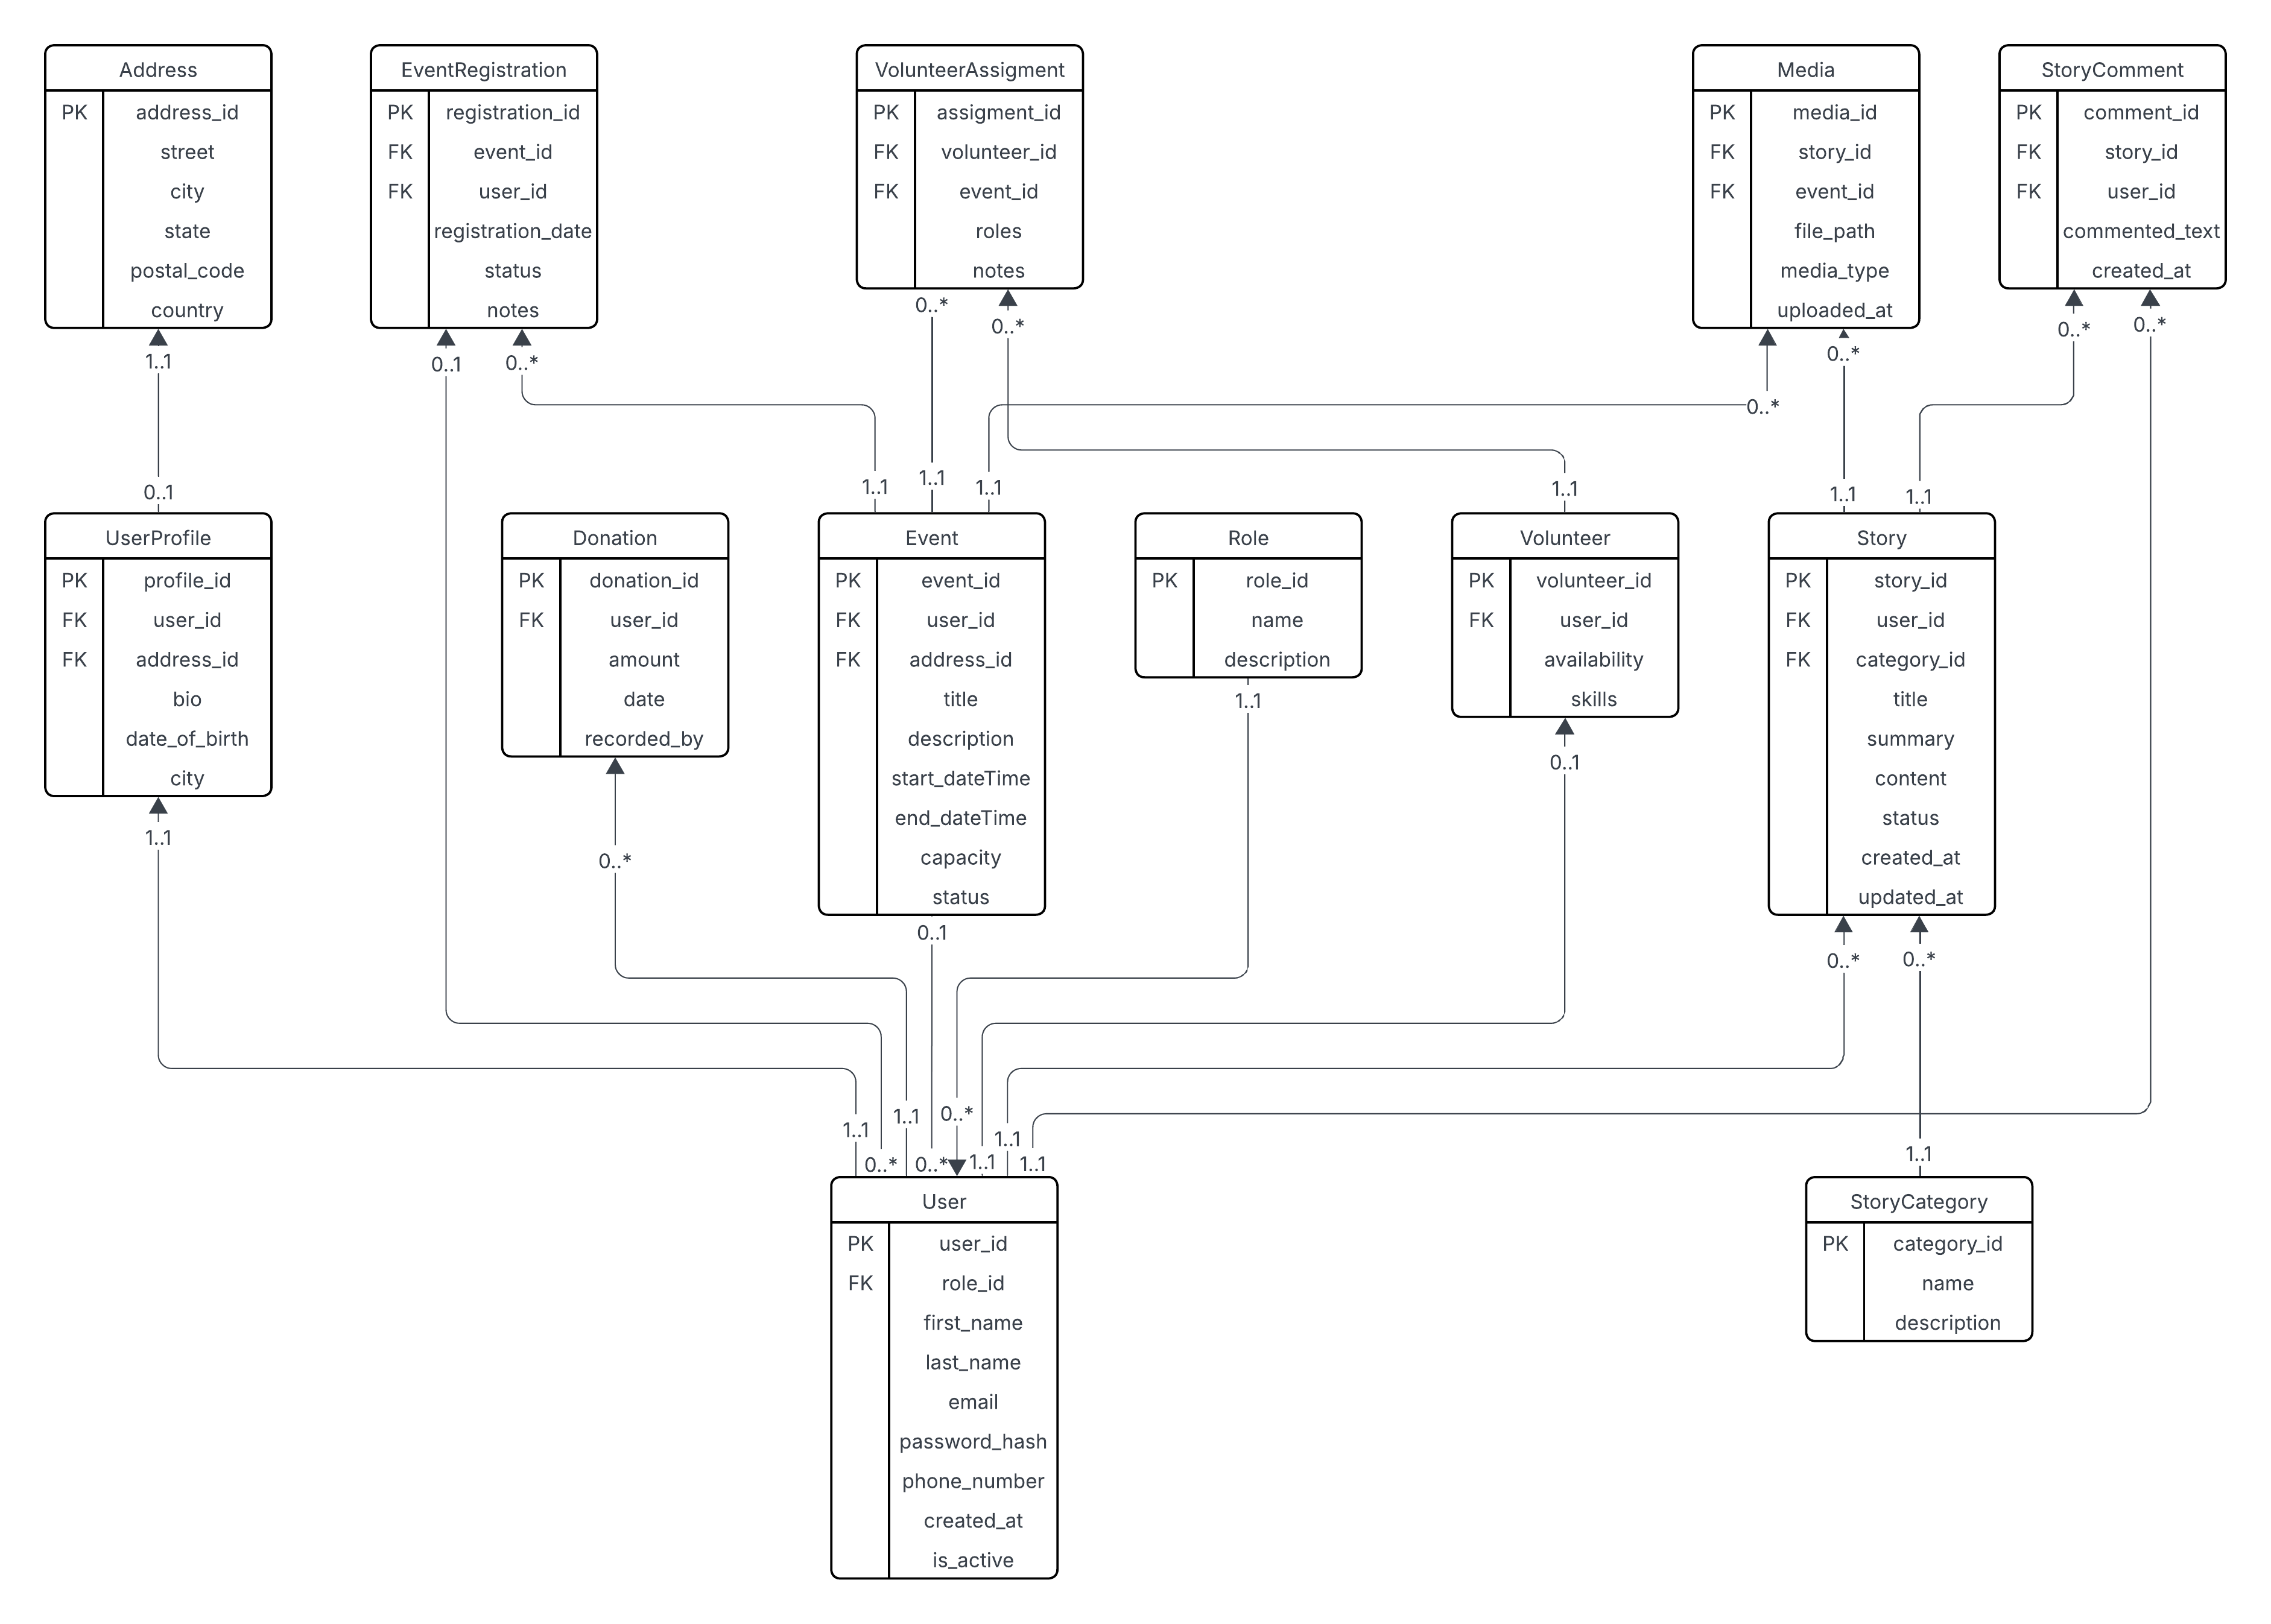 Address
PK address_id
street
city
state
postal_code
country
EventRegistration
PK registration_id
FK event_id
FK user_id
registration_date
status
notes
VolunteerAssigment
PK assigment_id
FK volunteer_id
FK event_id
roles
notes
Media
PK media_id
FK story_id
FK event_id
file_path
media_type
uploaded_at
StoryComment
PK comment_id
FK story_id
FK user_id
commented_text
created_at
1..1
0..1
0..*
0..*
0..*
0..*
0..*
0..*
0..*
0..1
1..1
1..1
1..1
1..1
1..1
1..1
UserProfile
PK profile_id
FK user_id
FK address_id
bio
date_of_birth
city
Donation
PK donation_id
FK user_id
amount
date
recorded_by
Event
PK event_id
FK user_id
FK address_id
title
description
start_dateTime
end_dateTime
capacity
status
Role
PK role_id
name
description
Volunteer
PK volunteer_id
FK user_id
availability
skills
Story
PK story_id
FK user_id
FK category_id
title
summary
content
status
created_at
updated_at
1..1
0..*
0..1
1..1
0..1
0..*
0..*
1..1
0..*
1..1
0..*
0..*
1..1
1..1
1..1
1..1
User
PK user_id
FK role_id
first_name
last_name
email
password_hash
phone_number
created_at
is_active
StoryCategory
PK category_id
name
description